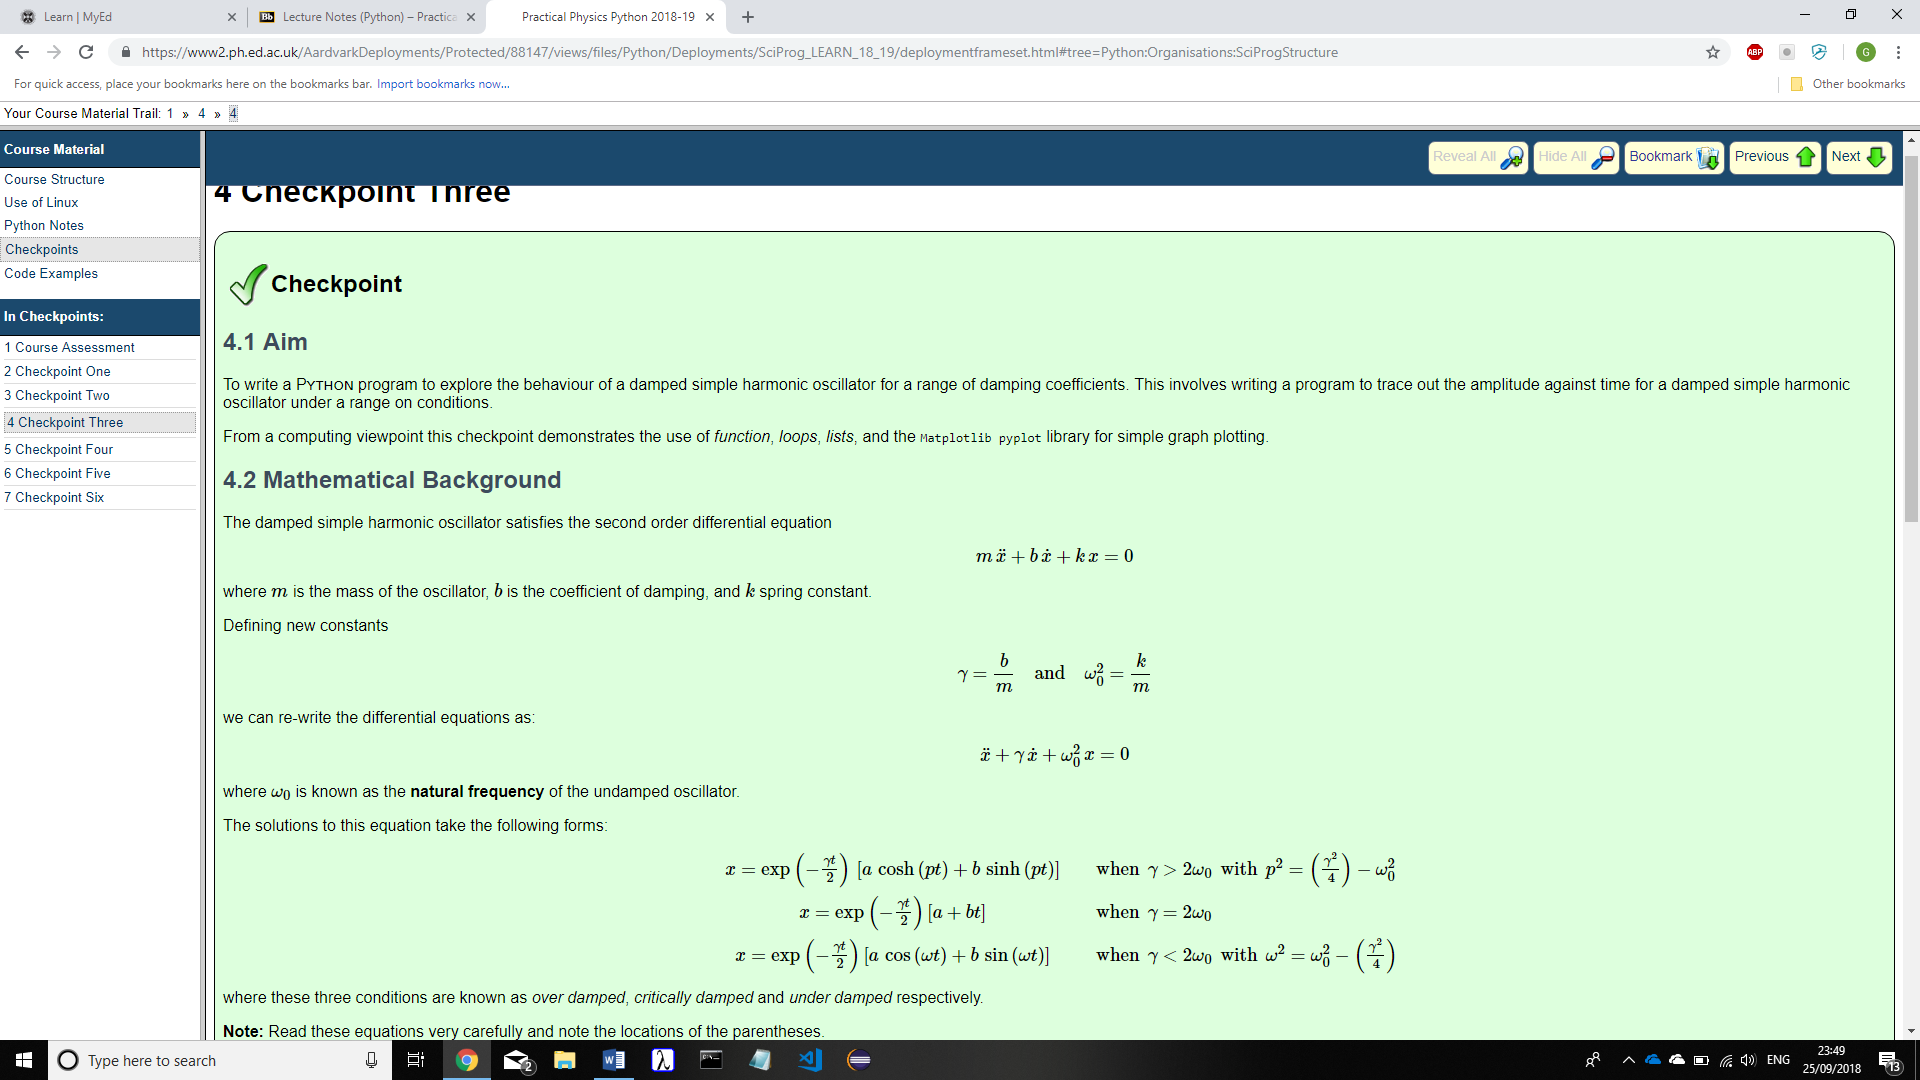 Learn | MyEd
Bb Lecture Notes (Python) – Practica
Practical Physics Python 2018-19
https://www2.ph.ed.ac.uk/AardvarkDeployments/Protected/88147/views/files/Python/Deployments/SciProg_LEARN_18_19/deploymentframeset.html#tree=Python:Organisations:SciProgStructure
ABP
G
For quick access, place your bookmarks here on the bookmarks bar. Import bookmarks now...
Other bookmarks
Your Course Material Trail: 1 » 4 » 4
Course Material
Course Structure
Use of Linux
Python Notes
Checkpoints
Code Examples
In Checkpoints:
1 Course Assessment
2 Checkpoint One
3 Checkpoint Two
4 Checkpoint Three
5 Checkpoint Four
6 Checkpoint Five
7 Checkpoint Six
Reveal All
Hide All
Bookmark
Previous
Next
4 Checkpoint Three
Checkpoint
4.1 Aim
To write a PYTHON program to explore the behaviour of a damped simple harmonic oscillator for a range of damping coefficients. This involves writing a program to trace out the amplitude against time for a damped simple harmonic
oscillator under a range on conditions.
From a computing viewpoint this checkpoint demonstrates the use of function, loops, lists, and the Matplotlib pyplot library for simple graph plotting.
4.2 Mathematical Background
The damped simple harmonic oscillator satisfies the second order differential equation
m ẍ + b ẋ + k x = 0
where m is the mass of the oscillator, b is the coefficient of damping, and k spring constant.
Defining new constants
γ = b/m and ω₀² = k/m
we can re-write the differential equations as:
ẍ + γ ẋ + ω₀² x = 0
where ω₀ is known as the natural frequency of the undamped oscillator.
The solutions to this equation take the following forms:
x = exp (−γt/2) [a cosh (pt) + b sinh (pt)] when γ > 2ω₀ with p² = (γ²/4) − ω₀²
x = exp (−γt/2) [a + bt] when γ = 2ω₀
x = exp (−γt/2) [a cos (ωt) + b sin (ωt)] when γ < 2ω₀ with ω² = ω₀² − (γ²/4)
where these three conditions are known as over damped, critically damped and under damped respectively.
Note: Read these equations very carefully and note the locations of the parentheses.
Type here to search
2
ENG
23:49
25/09/2018
13